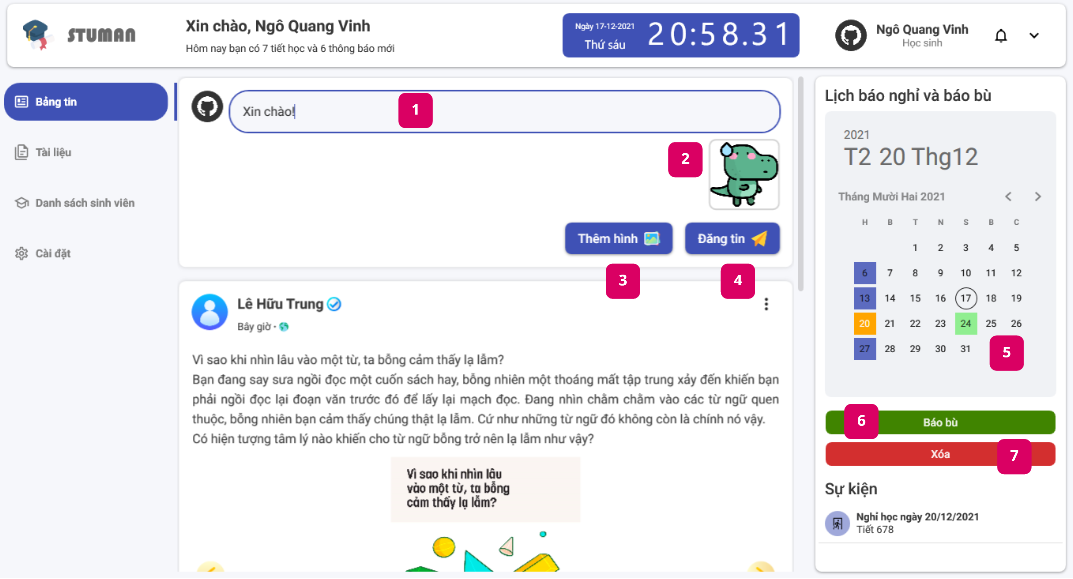 STUMAN
Xin chào, Ngô Quang Vinh
Hôm nay bạn có 7 tiết học và 6 thông báo mới
Ngày 17-12-2021
Thứ sáu
20:58.31
Ngô Quang Vinh
Học sinh
Bảng tin
Tài liệu
Danh sách sinh viên
Cài đặt
Xin chào!
1
2
Thêm hình
Đăng tin
3
4
Lê Hữu Trung
Bây giờ
Vì sao khi nhìn lâu vào một từ, ta bỗng cảm thấy lạ lẫm?
Bạn đang say sưa ngồi đọc một cuốn sách hay, bỗng nhiên một thoáng mất tập trung xảy đến khiến bạn
phải ngồi đọc lại đoạn văn trước đó để lấy lại mạch đọc. Đang nhìn chằm chằm vào các từ ngữ quen
thuộc, bỗng nhiên bạn cảm thấy chúng thật lạ lẫm. Cứ như những từ ngữ đó không còn là chính nó vậy.
Có hiện tượng tâm lý nào khiến cho từ ngữ bỗng trở nên lạ lẫm như vậy?
Vì sao khi nhìn lâu
vào một từ, ta bỗng
cảm thấy lạ lẫm?
Lịch báo nghỉ và báo bù
2021
T2 20 Thg12
Tháng Mười Hai 2021
H B T N S B C
1 2 3 4 5
6 7 8 9 10 11 12
13 14 15 16 17 18 19
20 21 22 23 24 25 26
27 28 29 30 31
5
6
Báo bù
Xóa
7
Sự kiện
Nghỉ học ngày 20/12/2021
Tiết 678